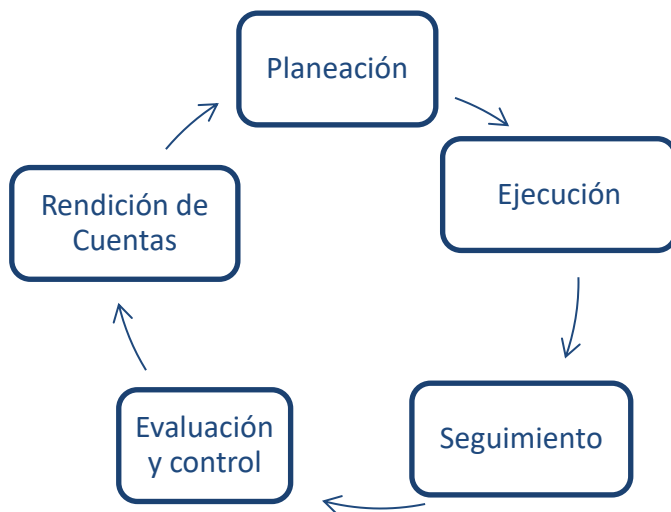 Planeación
Ejecución
Seguimiento
Evaluación
y control
Rendición de
Cuentas